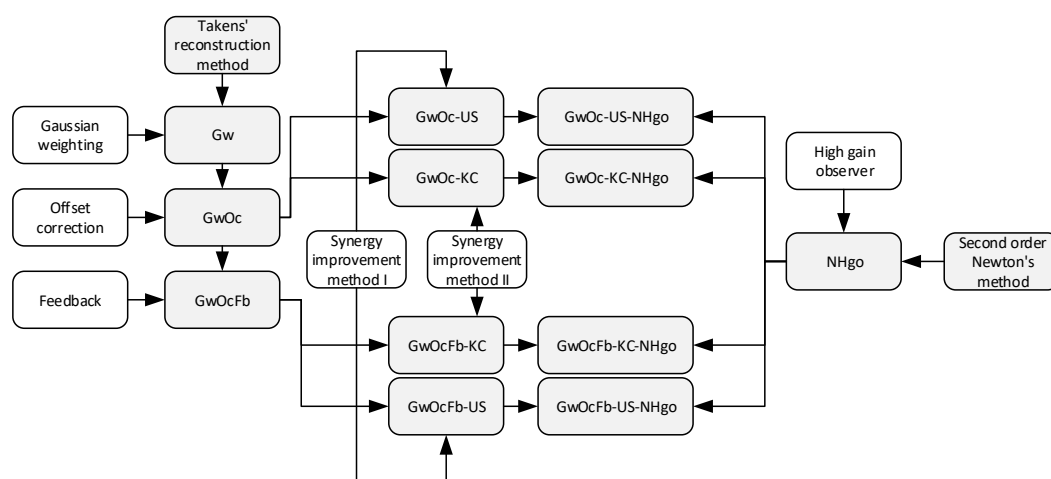 Takens'
reconstruction
method
Gaussian
weighting
Gw
Offset
correction
GwOc
Feedback
GwOcFb
GwOc-US
GwOc-US-NHgo
GwOc-KC
GwOc-KC-NHgo
Synergy
improvement
method I
Synergy
improvement
method II
GwOcFb-KC
GwOcFb-KC-NHgo
GwOcFb-US
GwOcFb-US-NHgo
High gain
observer
NHgo
Second order
Newton's
method